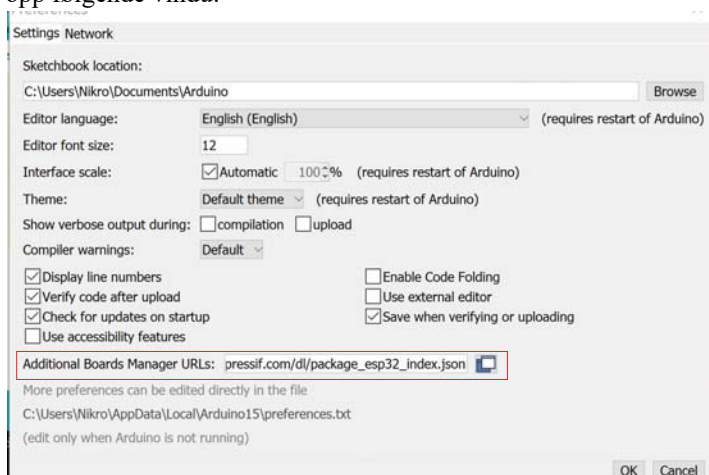 opp følgende vindu:
Preferences
Settings Network
Sketchbook location:
C:\Users\Nikro\Documents\Arduino Browse
Editor language: English (English) (requires restart of Arduino)
Editor font size: 12
Interface scale: Automatic 100 % (requires restart of Arduino)
Theme: Default theme (requires restart of Arduino)
Show verbose output during: compilation upload
Compiler warnings: Default
Display line numbers Enable Code Folding
Verify code after upload Use external editor
Check for updates on startup Save when verifying or uploading
Use accessibility features
Additional Boards Manager URLs: pressif.com/dl/package_esp32_index.json
More preferences can be edited directly in the file
C:\Users\Nikro\AppData\Local\Arduino15\preferences.txt
(edit only when Arduino is not running)
OK Cancel